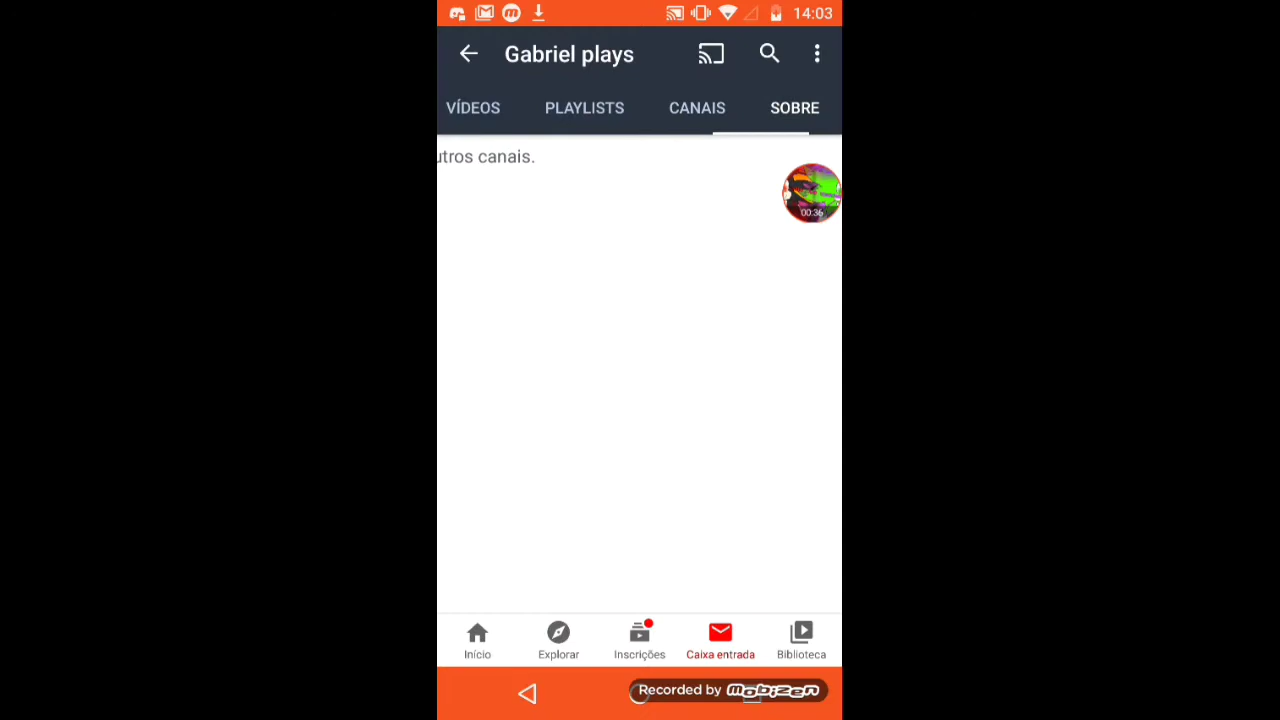 14:03
Gabriel plays
VÍDEOS PLAYLISTS CANAIS SOBRE
utros canais.
00:36
Início Explorar Inscrições Caixa entrada Biblioteca
Recorded by mobizen